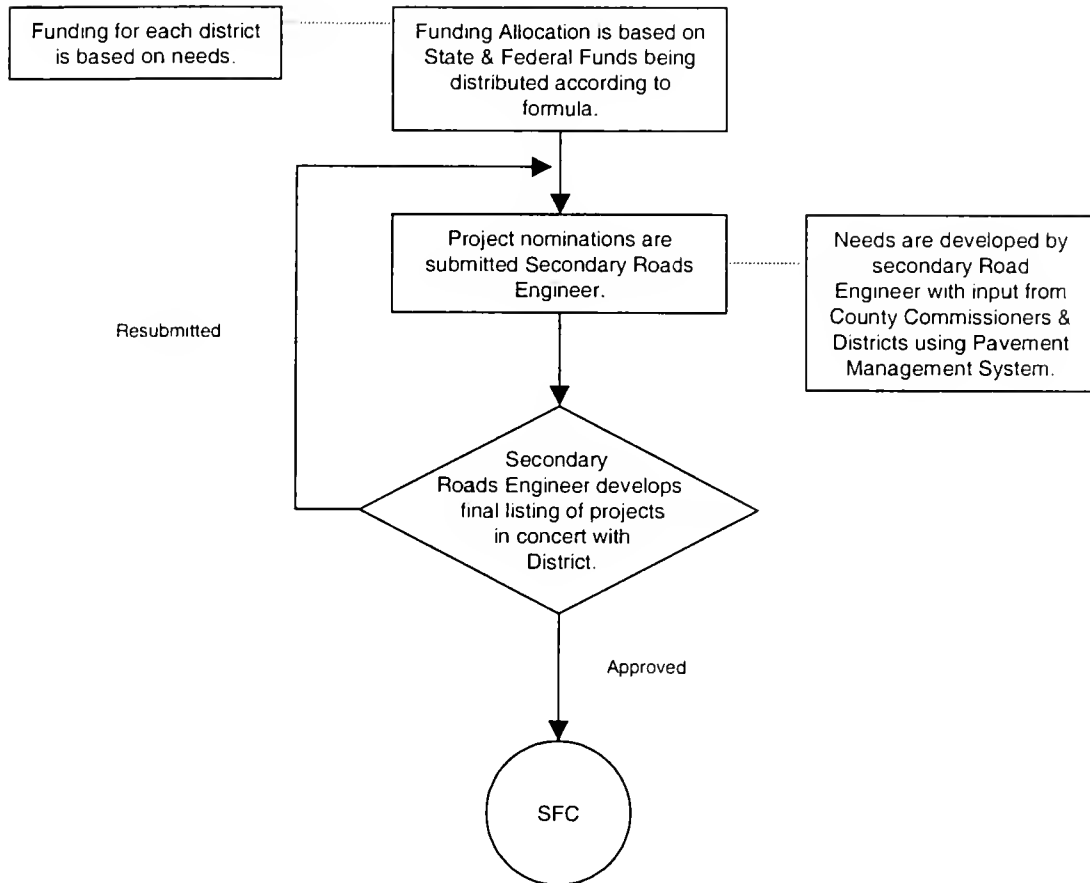 Funding for each district
is based on needs.
Funding Allocation is based on
State & Federal Funds being
distributed according to
formula.
Project nominations are
submitted Secondary Roads
Engineer.
Needs are developed by
secondary Road
Engineer with input from
County Commissioners &
Districts using Pavement
Management System.
Resubmitted
Secondary
Roads Engineer develops
final listing of projects
in concert with
District.
Approved
SFC